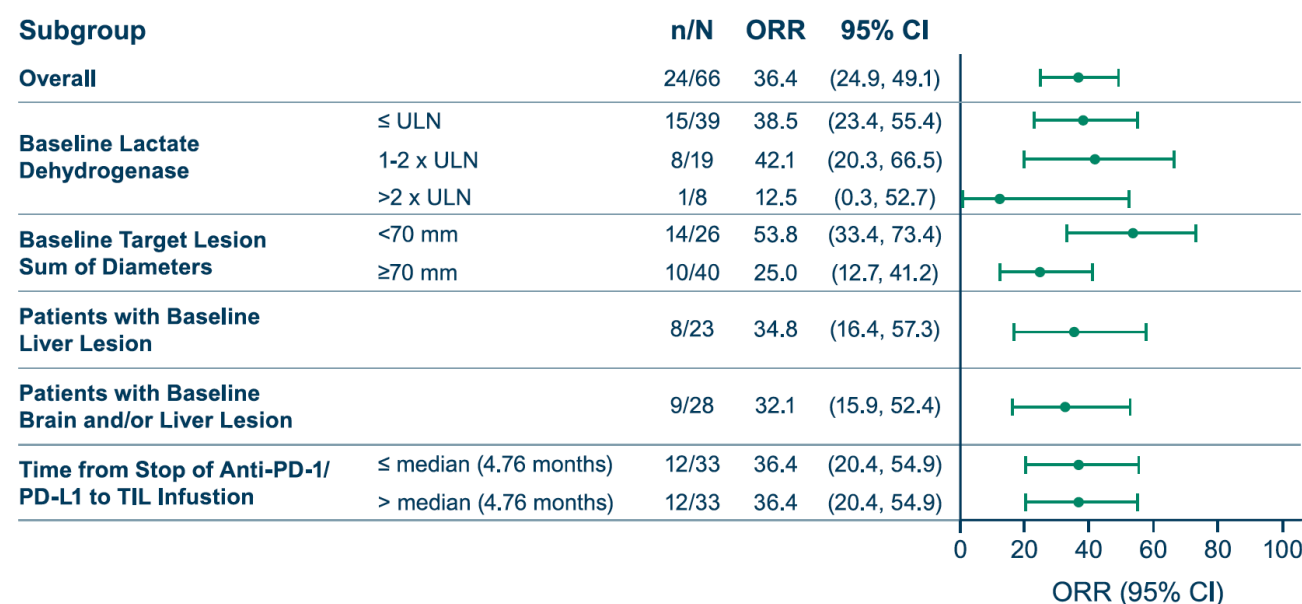 Subgroup n/N ORR 95% CI
Overall 24/66 36.4 (24.9, 49.1)
Baseline Lactate
Dehydrogenase
≤ ULN 15/39 38.5 (23.4, 55.4)
1-2 x ULN 8/19 42.1 (20.3, 66.5)
>2 x ULN 1/8 12.5 (0.3, 52.7)
Baseline Target Lesion
Sum of Diameters
<70 mm 14/26 53.8 (33.4, 73.4)
≥70 mm 10/40 25.0 (12.7, 41.2)
Patients with Baseline
Liver Lesion
8/23 34.8 (16.4, 57.3)
Patients with Baseline
Brain and/or Liver Lesion
9/28 32.1 (15.9, 52.4)
Time from Stop of Anti-PD-1/
PD-L1 to TIL Infustion
≤ median (4.76 months) 12/33 36.4 (20.4, 54.9)
> median (4.76 months) 12/33 36.4 (20.4, 54.9)
0 20 40 60 80 100
ORR (95% CI)